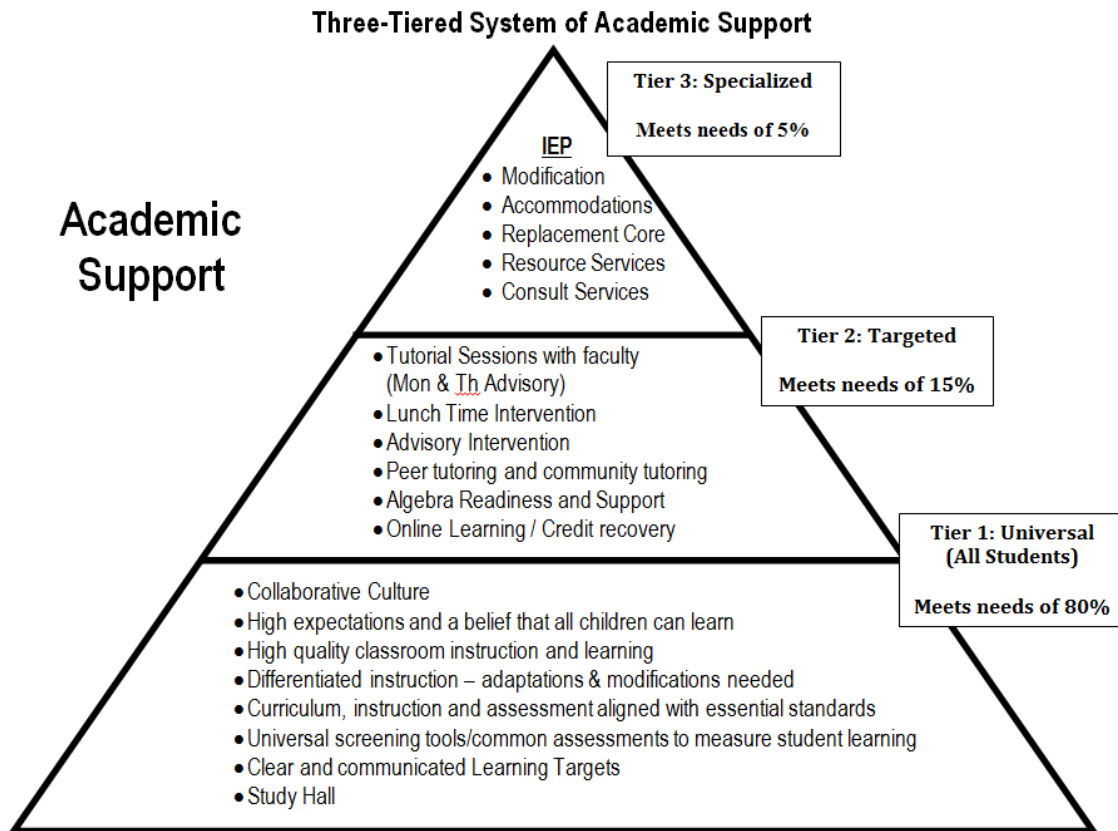 Three-Tiered System of Academic Support
Tier 3: Specialized
Meets needs of 5%
Academic
Support
IEP
• Modification
• Accommodations
• Replacement Core
• Resource Services
• Consult Services
Tier 2: Targeted
Meets needs of 15%
• Tutorial Sessions with faculty
(Mon & Th Advisory)
• Lunch Time Intervention
• Advisory Intervention
• Peer tutoring and community tutoring
• Algebra Readiness and Support
• Online Learning / Credit recovery
Tier 1: Universal
(All Students)
Meets needs of 80%
• Collaborative Culture
• High expectations and a belief that all children can learn
• High quality classroom instruction and learning
• Differentiated instruction – adaptations & modifications needed
• Curriculum, instruction and assessment aligned with essential standards
• Universal screening tools/common assessments to measure student learning
• Clear and communicated Learning Targets
• Study Hall